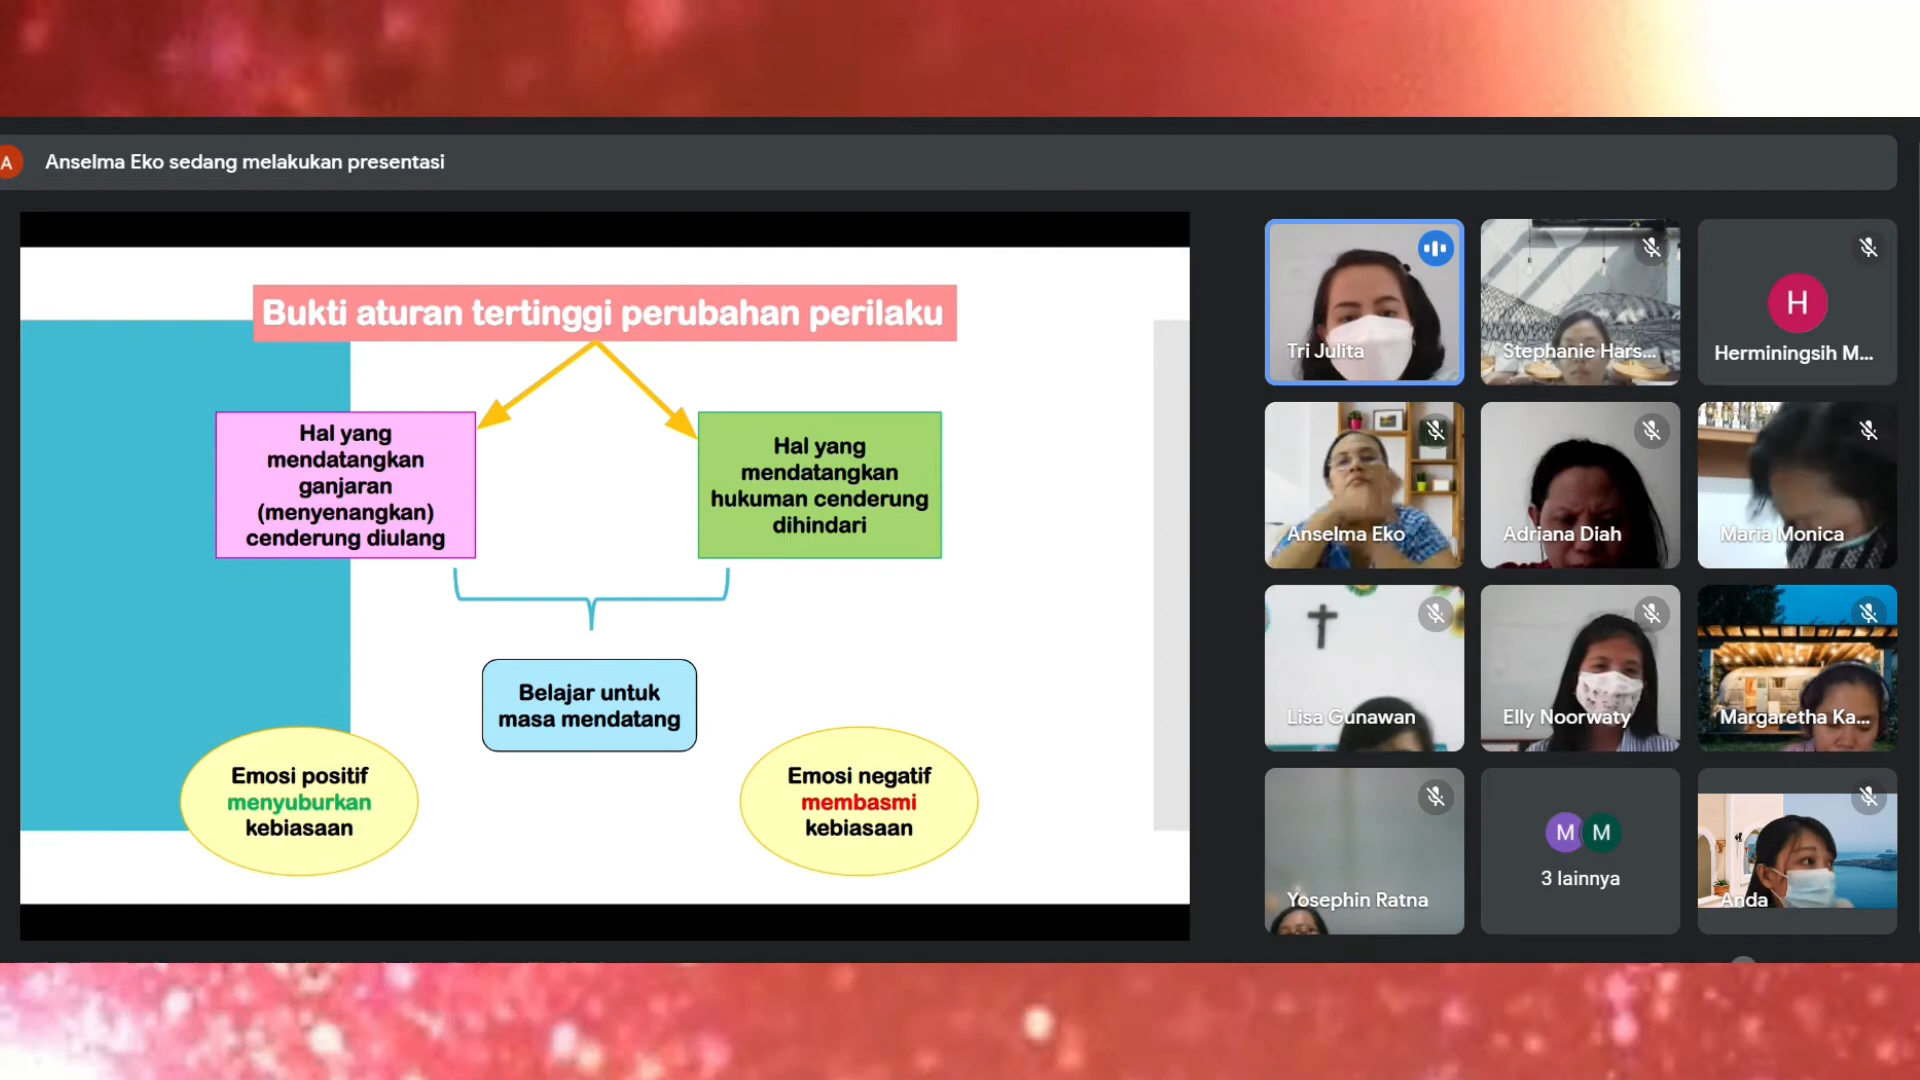 A
Anselma Eko sedang melakukan presentasi
Bukti aturan tertinggi perubahan perilaku
Hal yang
mendatangkan
ganjaran
(menyenangkan)
cenderung diulang
Hal yang
mendatangkan
hukuman cenderung
dihindari
Belajar untuk
masa mendatang
Emosi positif
menyuburkan
kebiasaan
Emosi negatif
membasmi
kebiasaan
Tri Julita
Stephanie Hars...
H
Herminingsih M...
Anselma Eko
Adriana Diah
Maria Monica
Lisa Gunawan
Elly Noorwaty
Margaretha Ka...
Yosephin Ratna
M M
3 lainnya
Anda